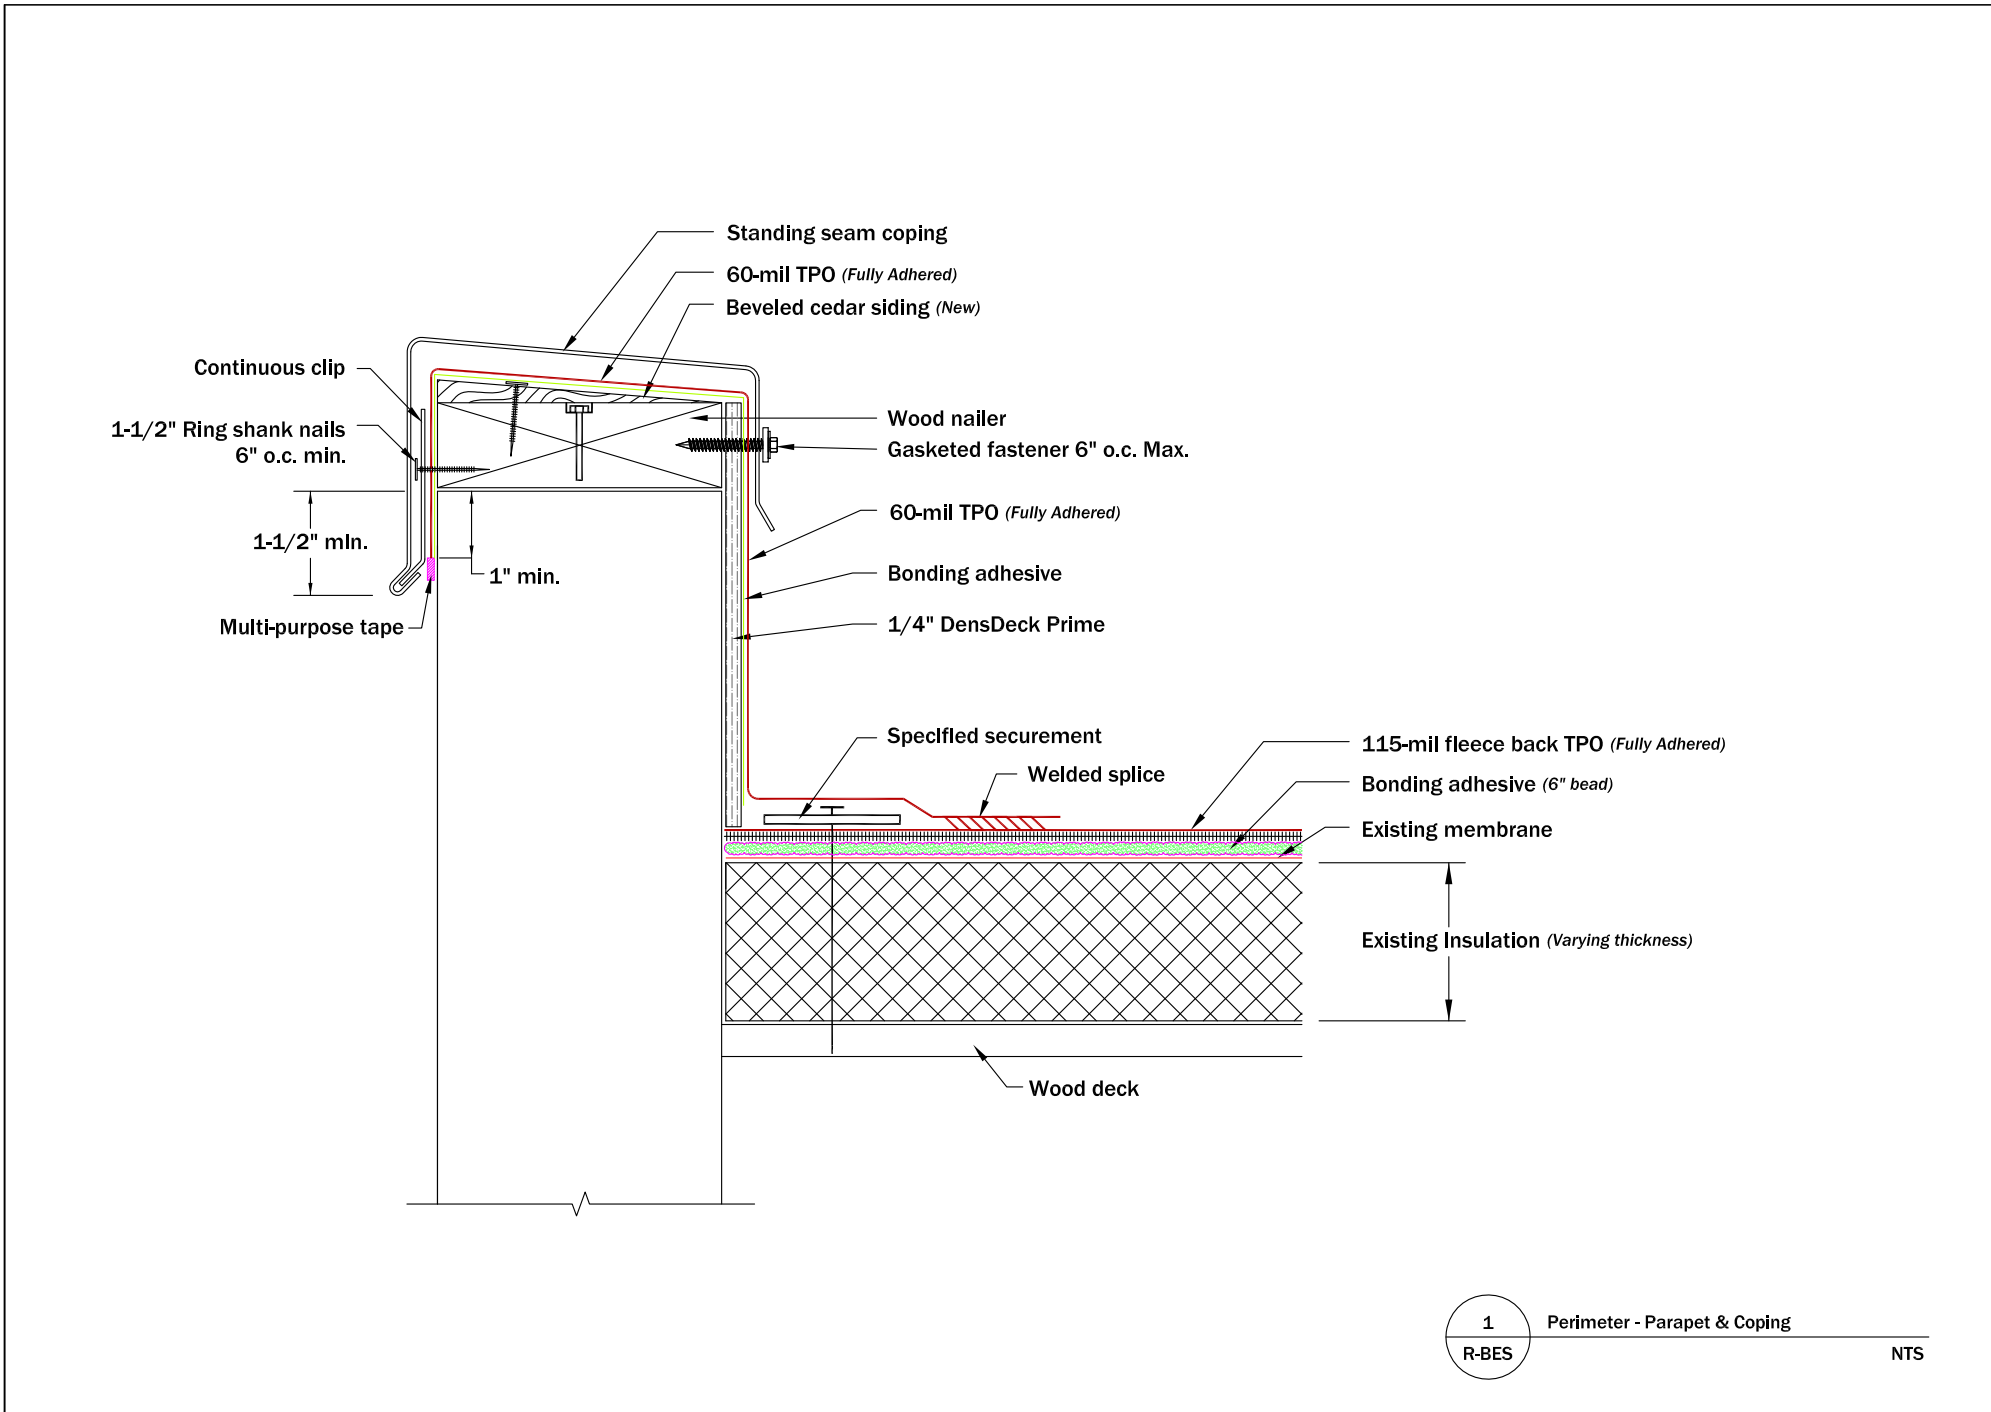 Standing seam coping
60-mil TPO (Fully Adhered)
Beveled cedar siding (New)
Continuous clip
1-1/2" Ring shank nails
6" o.c. min.
Wood nailer
Gasketed fastener 6" o.c. Max.
60-mil TPO (Fully Adhered)
1-1/2" min.
1" min.
Bonding adhesive
Multi-purpose tape
1/4" DensDeck Prime
Specified securement
Welded splice
115-mil fleece back TPO (Fully Adhered)
Bonding adhesive (6" bead)
Existing membrane
Existing Insulation (Varying thickness)
Wood deck
1
Perimeter - Parapet & Coping
R-BES
NTS